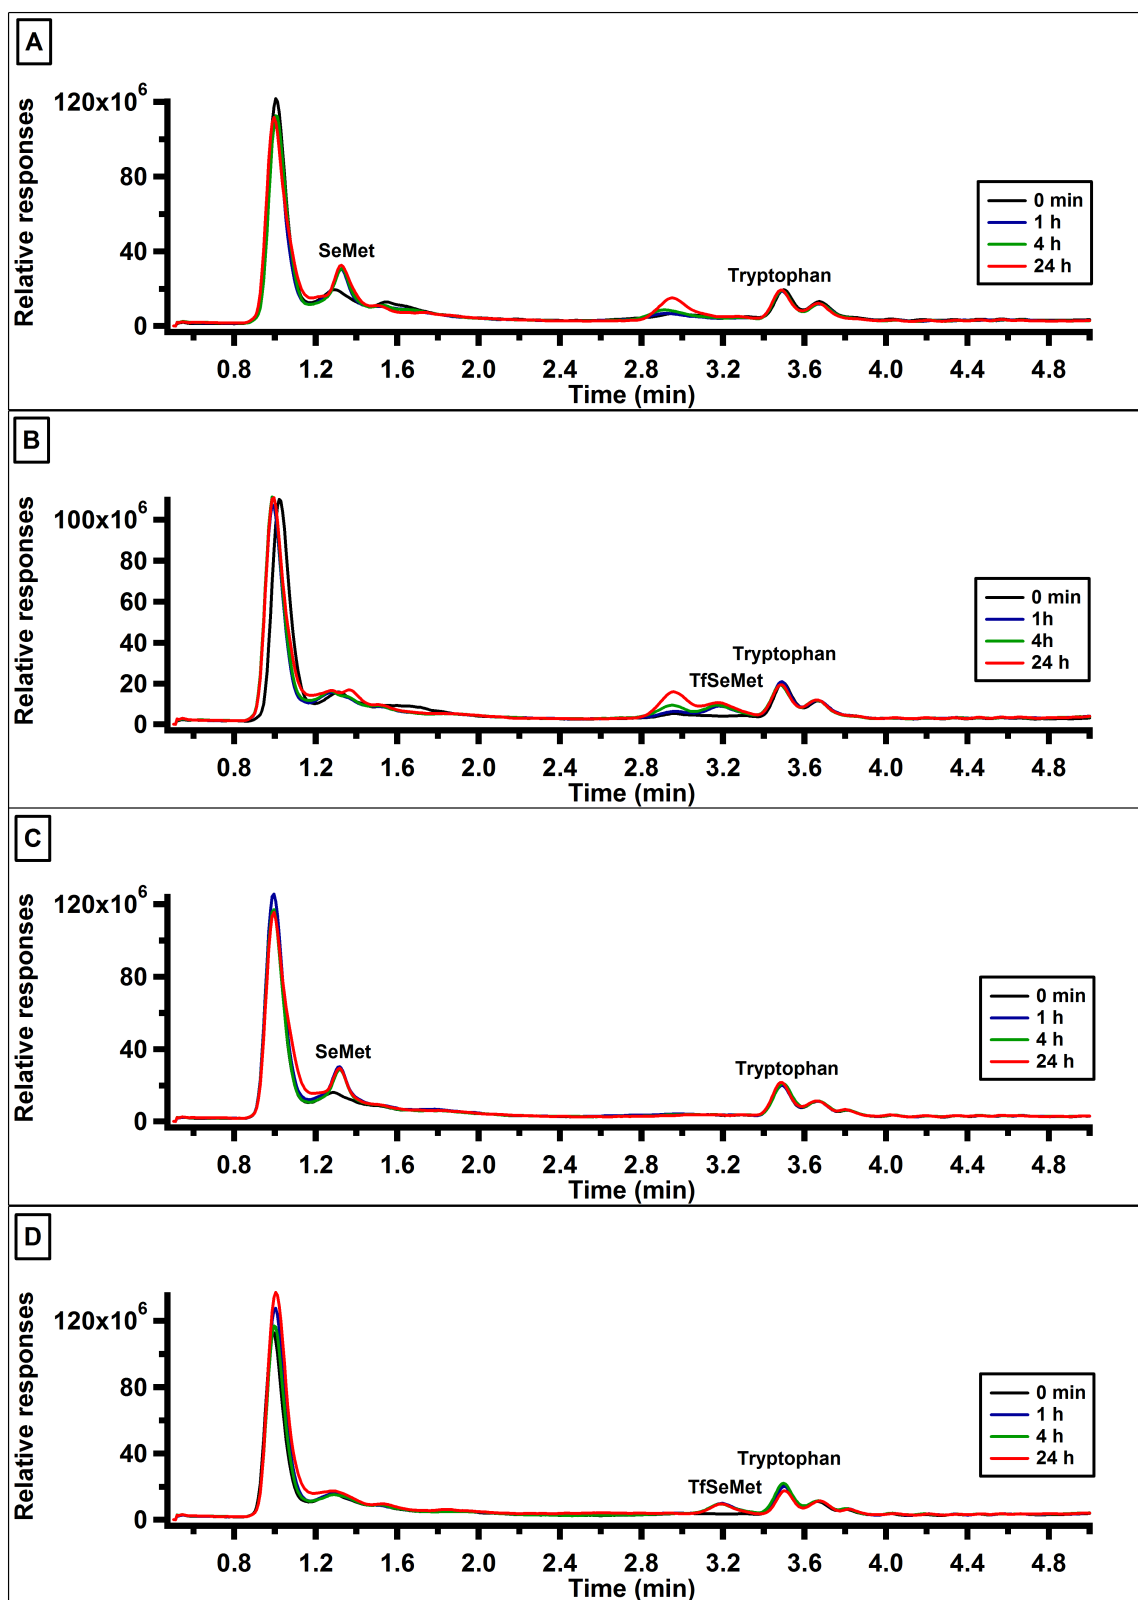 A
Relative responses
120x10^6
80
40
0
SeMet
Tryptophan
0 min
1 h
4 h
24 h
0.8 1.2 1.6 2.0 2.4 2.8 3.2 3.6 4.0 4.4 4.8
Time (min)
B
Relative responses
100x10^6
80
60
40
20
0
Tryptophan
TfSeMet
0 min
1h
4h
24 h
0.8 1.2 1.6 2.0 2.4 2.8 3.2 3.6 4.0 4.4 4.8
Time (min)
C
Relative responses
120x10^6
80
40
0
SeMet
Tryptophan
0 min
1 h
4 h
24 h
0.8 1.2 1.6 2.0 2.4 2.8 3.2 3.6 4.0 4.4 4.8
Time (min)
D
Relative responses
120x10^6
80
40
0
Tryptophan
TfSeMet
0 min
1 h
4 h
24 h
0.8 1.2 1.6 2.0 2.4 2.8 3.2 3.6 4.0 4.4 4.8
Time (min)